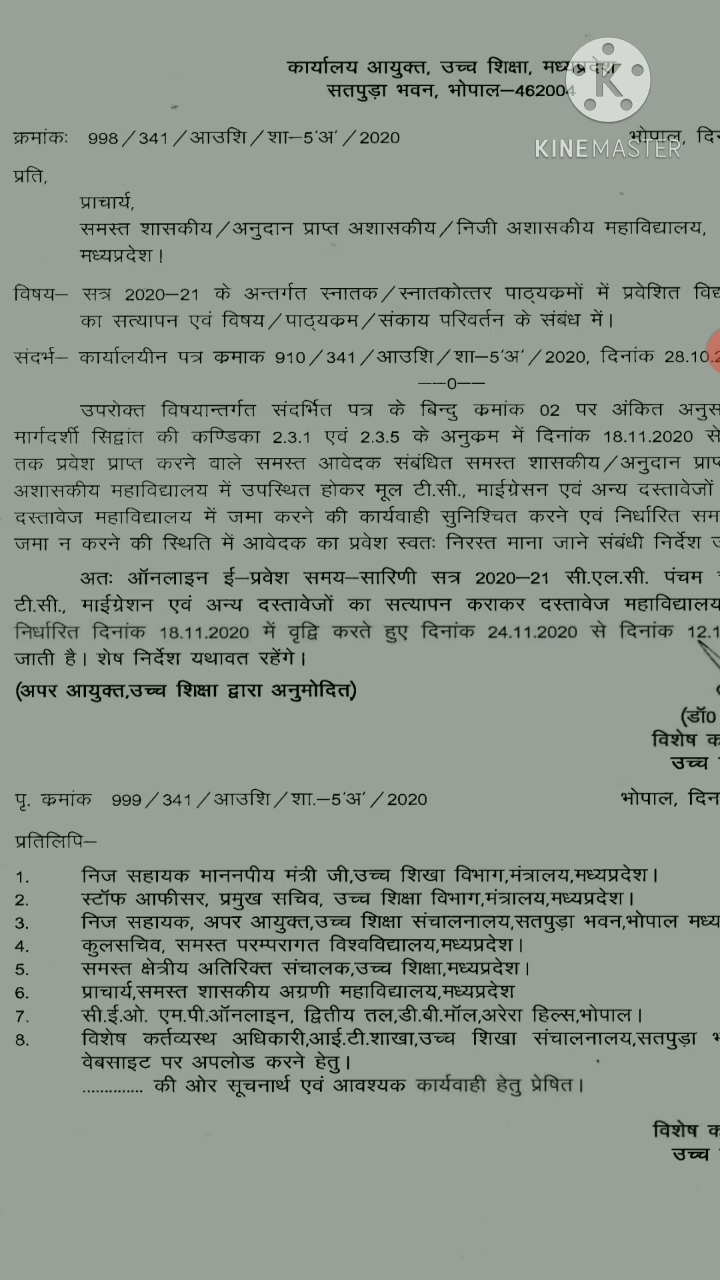 कार्यालय आयुक्त, उच्च शिक्षा, मध्यप्रदेश
सतपुड़ा भवन, भोपाल–462004
KINEMASTER
क्रमांकः 998/341/आउशि/शा–5'अ'/2020 भोपाल,
प्रति,
प्राचार्य,
समस्त शासकीय/अनुदान प्राप्त अशासकीय/निजी अशासकीय महाविद्यालय,
मध्यप्रदेश।
विषय– सत्र 2020–21 के अन्तर्गत स्नातक/स्नातकोत्तर पाठ्यक्रमों में प्रवेशित
का सत्यापन एवं विषय/पाठ्यक्रम/संकाय परिवर्तन के संबंध में।
संदर्भ– कार्यालयीन पत्र क्रमाक 910/341/आउशि/शा–5'अ'/2020, दिनांक 28.10.
––0––
उपरोक्त विषयान्तर्गत संदर्भित पत्र के बिन्दु क्रमांक 02 पर अंकित
मार्गदर्शी सिद्वांत की कण्डिका 2.3.1 एवं 2.3.5 के अनुक्रम में दिनांक 18.11.2020 से
तक प्रवेश प्राप्त करने वाले समस्त आवेदक संबंधित समस्त शासकीय/अनुदान
अशासकीय महाविद्यालय में उपस्थित होकर मूल टी.सी., माईग्रेसन एवं अन्य दस्तावेजों
दस्तावेज महाविद्यालय में जमा करने की कार्यवाही सुनिश्चित करने एवं निर्धारित
जमा न करने की स्थिति में आवेदक का प्रवेश स्वतः निरस्त माना जाने संबंधी निर्देश
अतः ऑनलाइन ई–प्रवेश समय–सारिणी सत्र 2020–21 सी.एल.सी. पंचम
टी.सी., माईग्रेशन एवं अन्य दस्तावेजों का सत्यापन कराकर दस्तावेज महाविद्यालय
निर्धारित दिनांक 18.11.2020 में वृद्वि करते हुए दिनांक 24.11.2020 से दिनांक 12.1
जाती है। शेष निर्देश यथावत रहेंगे।
(अपर आयुक्त,उच्च शिक्षा द्वारा अनुमोदित)
(डॉ0
विशेष
उच्च
पृ. क्रमांक 999/341/आउशि/शा.–5'अ'/2020 भोपाल,
प्रतिलिपि–
1. निज सहायक माननपीय मंत्री जी,उच्च शिखा विभाग,मंत्रालय,मध्यप्रदेश।
2. स्टॉफ आफीसर, प्रमुख सचिव, उच्च शिक्षा विभाग,मंत्रालय,मध्यप्रदेश।
3. निज सहायक, अपर आयुक्त,उच्च शिक्षा संचालनालय,सतपुड़ा भवन,भोपाल
4. कुलसचिव, समस्त परम्परागत विश्वविद्यालय,मध्यप्रदेश।
5. समस्त क्षेत्रीय अतिरिक्त संचालक,उच्च शिक्षा,मध्यप्रदेश।
6. प्राचार्य,समस्त शासकीय अग्रणी महाविद्यालय,मध्यप्रदेश
7. सी.ई.ओ. एम.पी.ऑनलाइन, द्वितीय तल,डी.बी.मॉल,अरेरा हिल्स,भोपाल।
8. विशेष कर्तव्यस्थ अधिकारी,आई.टी.शाखा,उच्च शिखा संचालनालय,सतपुड़ा
वेबसाइट पर अपलोड करने हेतु।
.............. की ओर सूचनार्थ एवं आवश्यक कार्यवाही हेतु प्रेषित।
विशेष
उच्च